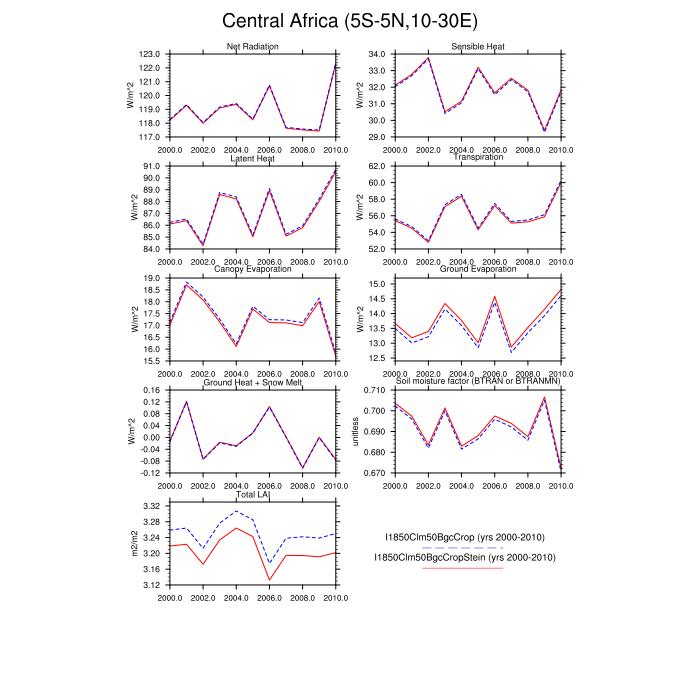 Central Africa (5S-5N,10-30E)
Net Radiation
W/m^2
123.0
122.0
121.0
120.0
119.0
118.0
117.0
2000.0 2002.0 2004.0 2006.0 2008.0 2010.0
Sensible Heat
W/m^2
34.0
33.0
32.0
31.0
30.0
29.0
2000.0 2002.0 2004.0 2006.0 2008.0 2010.0
Latent Heat
W/m^2
91.0
90.0
89.0
88.0
87.0
86.0
85.0
84.0
2000.0 2002.0 2004.0 2006.0 2008.0 2010.0
Transpiration
W/m^2
62.0
60.0
58.0
56.0
54.0
52.0
2000.0 2002.0 2004.0 2006.0 2008.0 2010.0
Canopy Evaporation
W/m^2
19.0
18.5
18.0
17.5
17.0
16.5
16.0
15.5
2000.0 2002.0 2004.0 2006.0 2008.0 2010.0
Ground Evaporation
W/m^2
15.0
14.5
14.0
13.5
13.0
12.5
2000.0 2002.0 2004.0 2006.0 2008.0 2010.0
Ground Heat + Snow Melt
W/m^2
0.16
0.12
0.08
0.04
0.00
-0.04
-0.08
-0.12
2000.0 2002.0 2004.0 2006.0 2008.0 2010.0
Soil moisture factor (BTRAN or BTRANMN)
unitless
0.710
0.700
0.690
0.680
0.670
2000.0 2002.0 2004.0 2006.0 2008.0 2010.0
Total LAI
m2/m2
3.32
3.28
3.24
3.20
3.16
3.12
2000.0 2002.0 2004.0 2006.0 2008.0 2010.0
I1850Clm50BgcCrop (yrs 2000-2010)
I1850Clm50BgcCropStein (yrs 2000-2010)